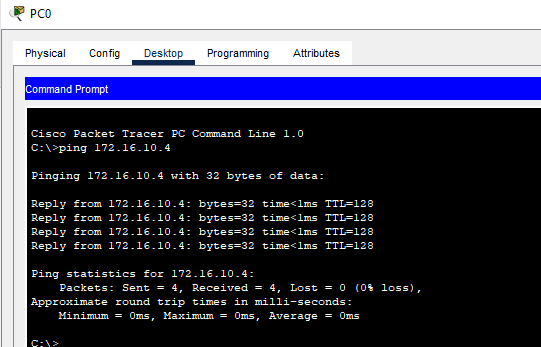 PC0
Physical Config Desktop Programming Attributes
Command Prompt
Cisco Packet Tracer PC Command Line 1.0
C:\>ping 172.16.10.4
Pinging 172.16.10.4 with 32 bytes of data:
Reply from 172.16.10.4: bytes=32 time<1ms TTL=128
Reply from 172.16.10.4: bytes=32 time<1ms TTL=128
Reply from 172.16.10.4: bytes=32 time<1ms TTL=128
Reply from 172.16.10.4: bytes=32 time<1ms TTL=128
Ping statistics for 172.16.10.4:
Packets: Sent = 4, Received = 4, Lost = 0 (0% loss),
Approximate round trip times in milli-seconds:
Minimum = 0ms, Maximum = 0ms, Average = 0ms
C:\>